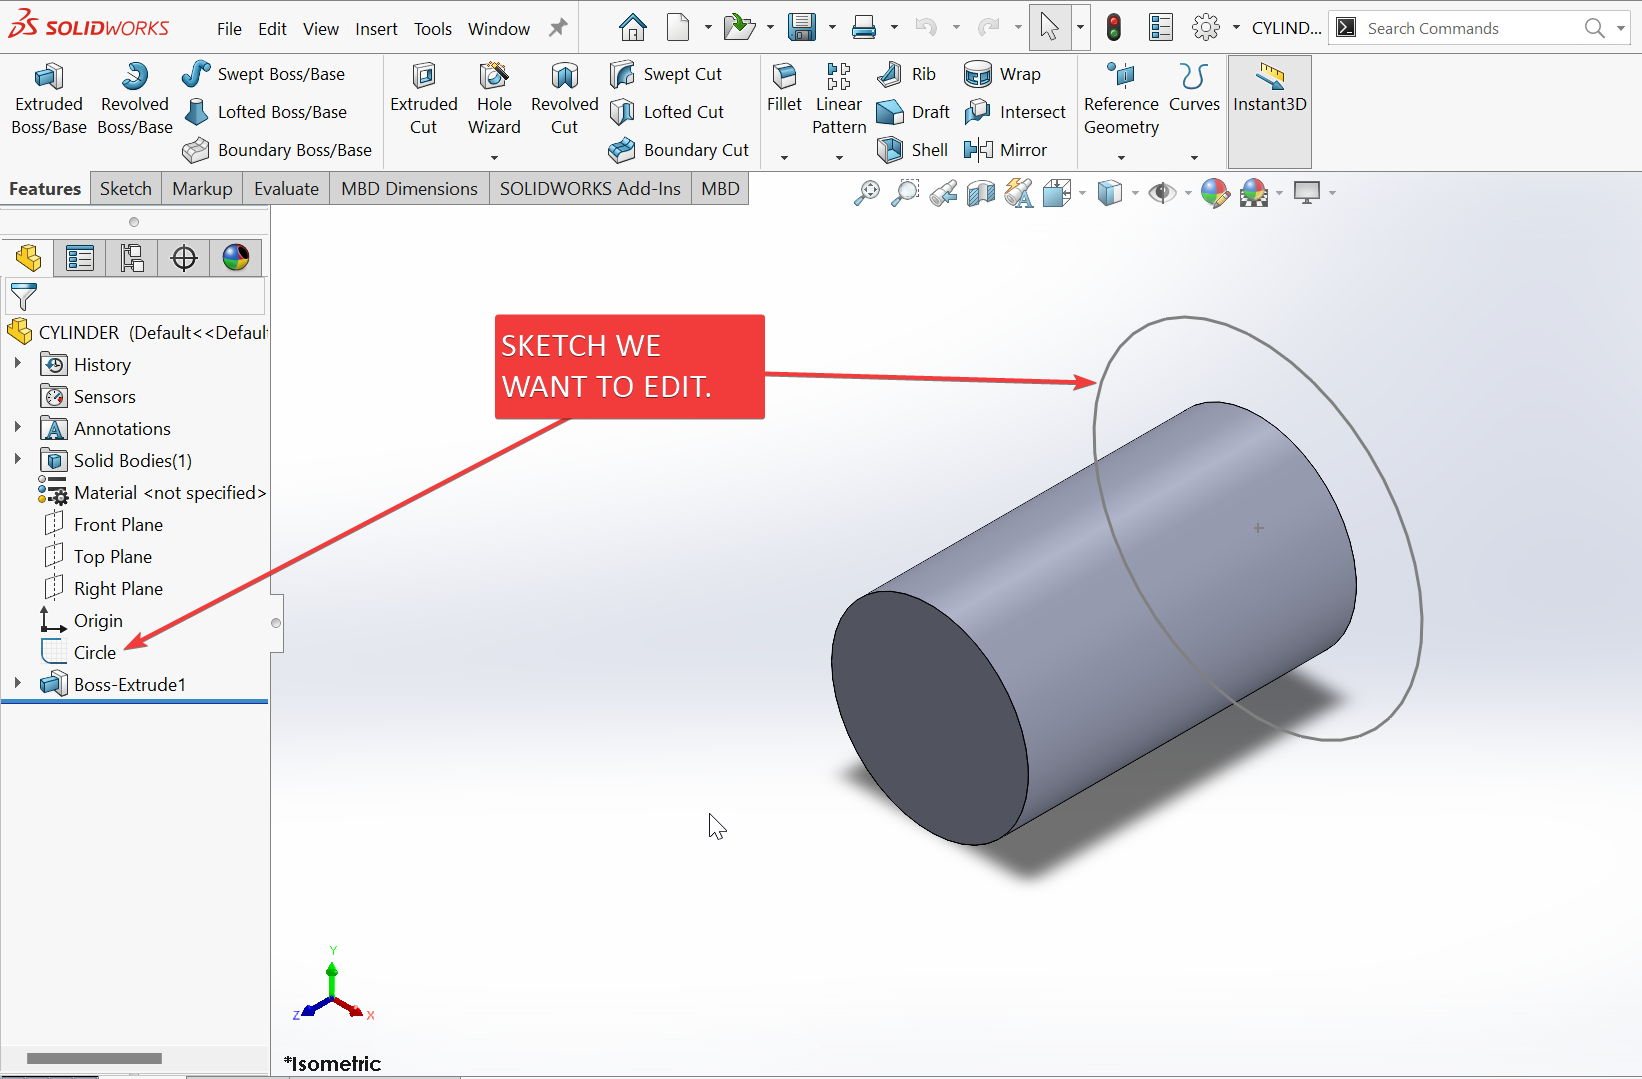 SOLIDWORKS
File Edit View Insert Tools Window
CYLIND...
Search Commands
Extruded Boss/Base
Revolved Boss/Base
Swept Boss/Base
Lofted Boss/Base
Boundary Boss/Base
Extruded Cut
Hole Wizard
Revolved Cut
Swept Cut
Lofted Cut
Boundary Cut
Fillet
Linear Pattern
Rib
Draft
Shell
Wrap
Intersect
Mirror
Reference Geometry
Curves
Instant3D
Features Sketch Markup Evaluate MBD Dimensions SOLIDWORKS Add-Ins MBD
CYLINDER (Default<<Defaul
History
Sensors
Annotations
Solid Bodies(1)
Material <not specified>
Front Plane
Top Plane
Right Plane
Origin
Circle
Boss-Extrude1
SKETCH WE
WANT TO EDIT.
Y
Z
X
*Isometric